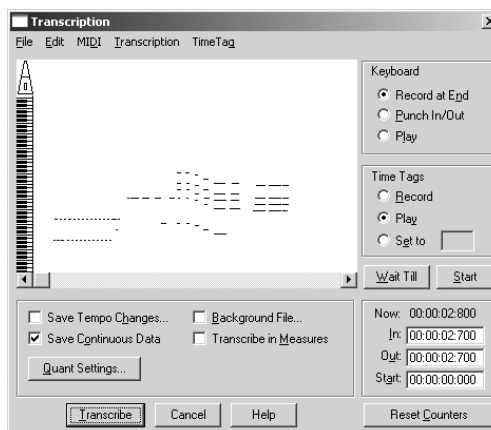 Transcription
File Edit MIDI Transcription TimeTag
Keyboard
Record at End
Punch In/Out
Play
Time Tags
Record
Play
Set to
Wait Till Start
Save Tempo Changes... Background File...
Save Continuous Data Transcribe in Measures
Quant Settings...
Now: 00:00:02:800
In: 00:00:02:700
Out: 00:00:02:700
Start: 00:00:00:000
Transcribe Cancel Help Reset Counters